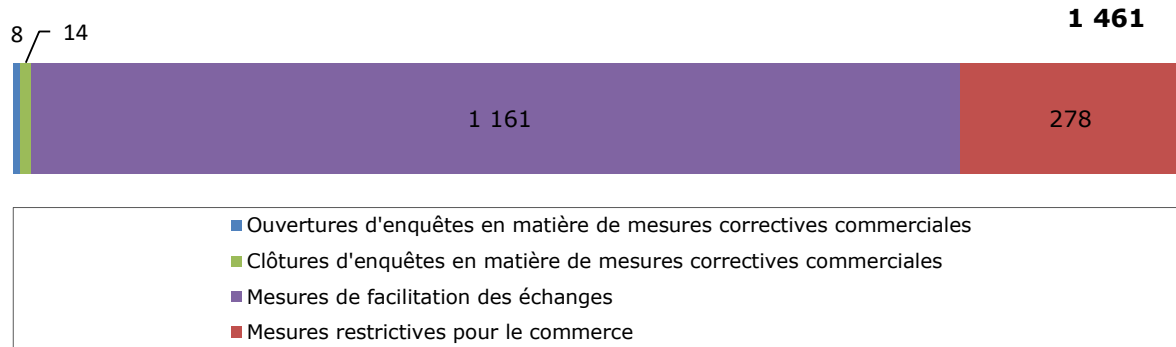 1 461
8 14
1 161 278
Ouvertures d'enquêtes en matière de mesures correctives commerciales
Clôtures d'enquêtes en matière de mesures correctives commerciales
Mesures de facilitation des échanges
Mesures restrictives pour le commerce